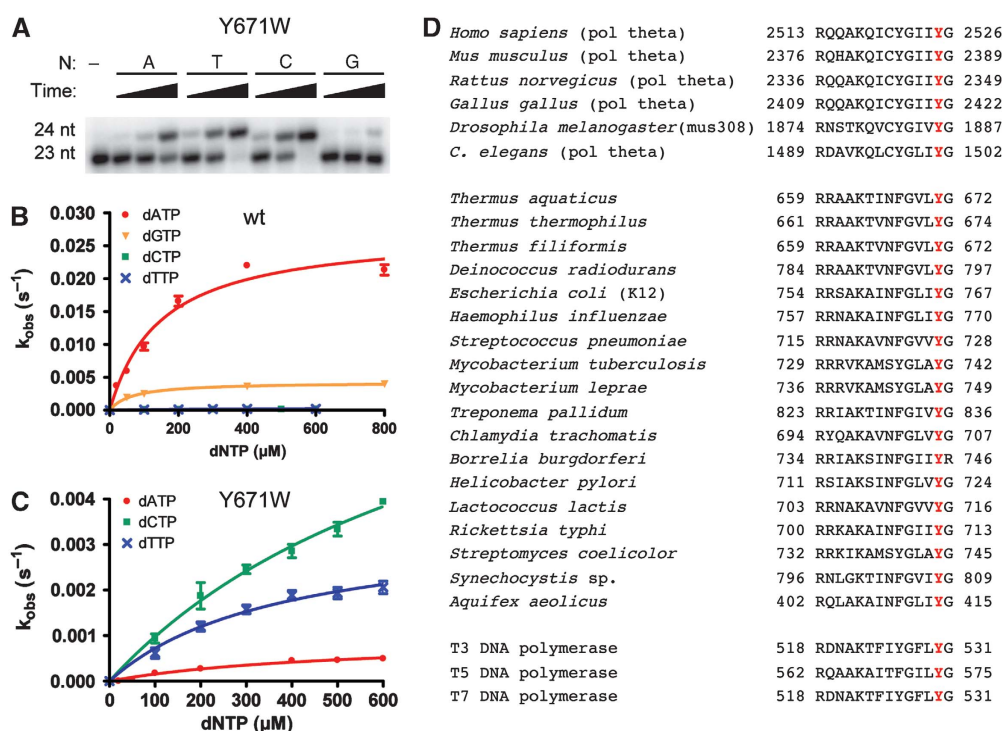 A
Y671W
N: – A T C G
Time:
24 nt
23 nt
B
wt
dATP
dGTP
dCTP
dTTP
kobs (s⁻¹)
0.030
0.025
0.020
0.015
0.010
0.005
0.000
0 200 400 600 800
dNTP (µM)
C
Y671W
dATP
dCTP
dTTP
kobs (s⁻¹)
0.004
0.003
0.002
0.001
0.000
0 100 200 300 400 500 600
dNTP (µM)
D
Homo sapiens (pol theta) 2513 RQQAKQICYGIIYG 2526
Mus musculus (pol theta) 2376 RQHAKQICYGIIYG 2389
Rattus norvegicus (pol theta) 2336 RQQAKQICYGIIYG 2349
Gallus gallus (pol theta) 2409 RQQAKQICYGIIYG 2422
Drosophila melanogaster(mus308) 1874 RNSTKQVCYGIVYG 1887
C. elegans (pol theta) 1489 RDAVKQLCYGLIYG 1502
Thermus aquaticus 659 RRAAKTINFGVLYG 672
Thermus thermophilus 661 RRAAKTVNFGVLYG 674
Thermus filiformis 659 RRAAKTVNFGVLYG 672
Deinococcus radiodurans 784 RRAAKTVNFGVLYG 797
Escherichia coli (K12) 754 RRSAKAINFGLIYG 767
Haemophilus influenzae 757 RRNAKAINFGLIYG 770
Streptococcus pneumoniae 715 RRNAKAVNFGVVYG 728
Mycobacterium tuberculosis 729 RRRVKAMSYGLAYG 742
Mycobacterium leprae 736 RRRVKAMSYGLAYG 749
Treponema pallidum 823 RRIAKTINFGIVYG 836
Chlamydia trachomatis 694 RYQAKAVNFGLVYG 707
Borrelia burgdorferi 734 RRIAKSINFGIIYR 746
Helicobacter pylori 711 RSIAKSINFGLVYG 724
Lactococcus lactis 703 RRNAKAVNFGVVYG 716
Rickettsia typhi 700 RRKAKAINFGIIYG 713
Streptomyces coelicolor 732 RRKIKAMSYGLAYG 745
Synechocystis sp. 796 RNLGKTINFGVIYG 809
Aquifex aeolicus 402 RQLAKAINFGLIYG 415
T3 DNA polymerase 518 RDNAKTFIYGFLYG 531
T5 DNA polymerase 562 RQAAKAITFGILYG 575
T7 DNA polymerase 518 RDNAKTFIYGFLYG 531